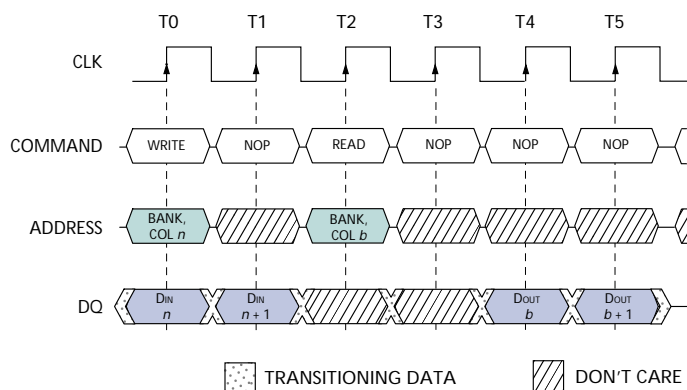 T0 T1 T2 T3 T4 T5
CLK
COMMAND WRITE NOP READ NOP NOP NOP
ADDRESS
BANK,
COL n
BANK,
COL b
DQ
DIN
n
DIN
n + 1
DOUT
b
DOUT
b + 1
TRANSITIONING DATA DON'T CARE